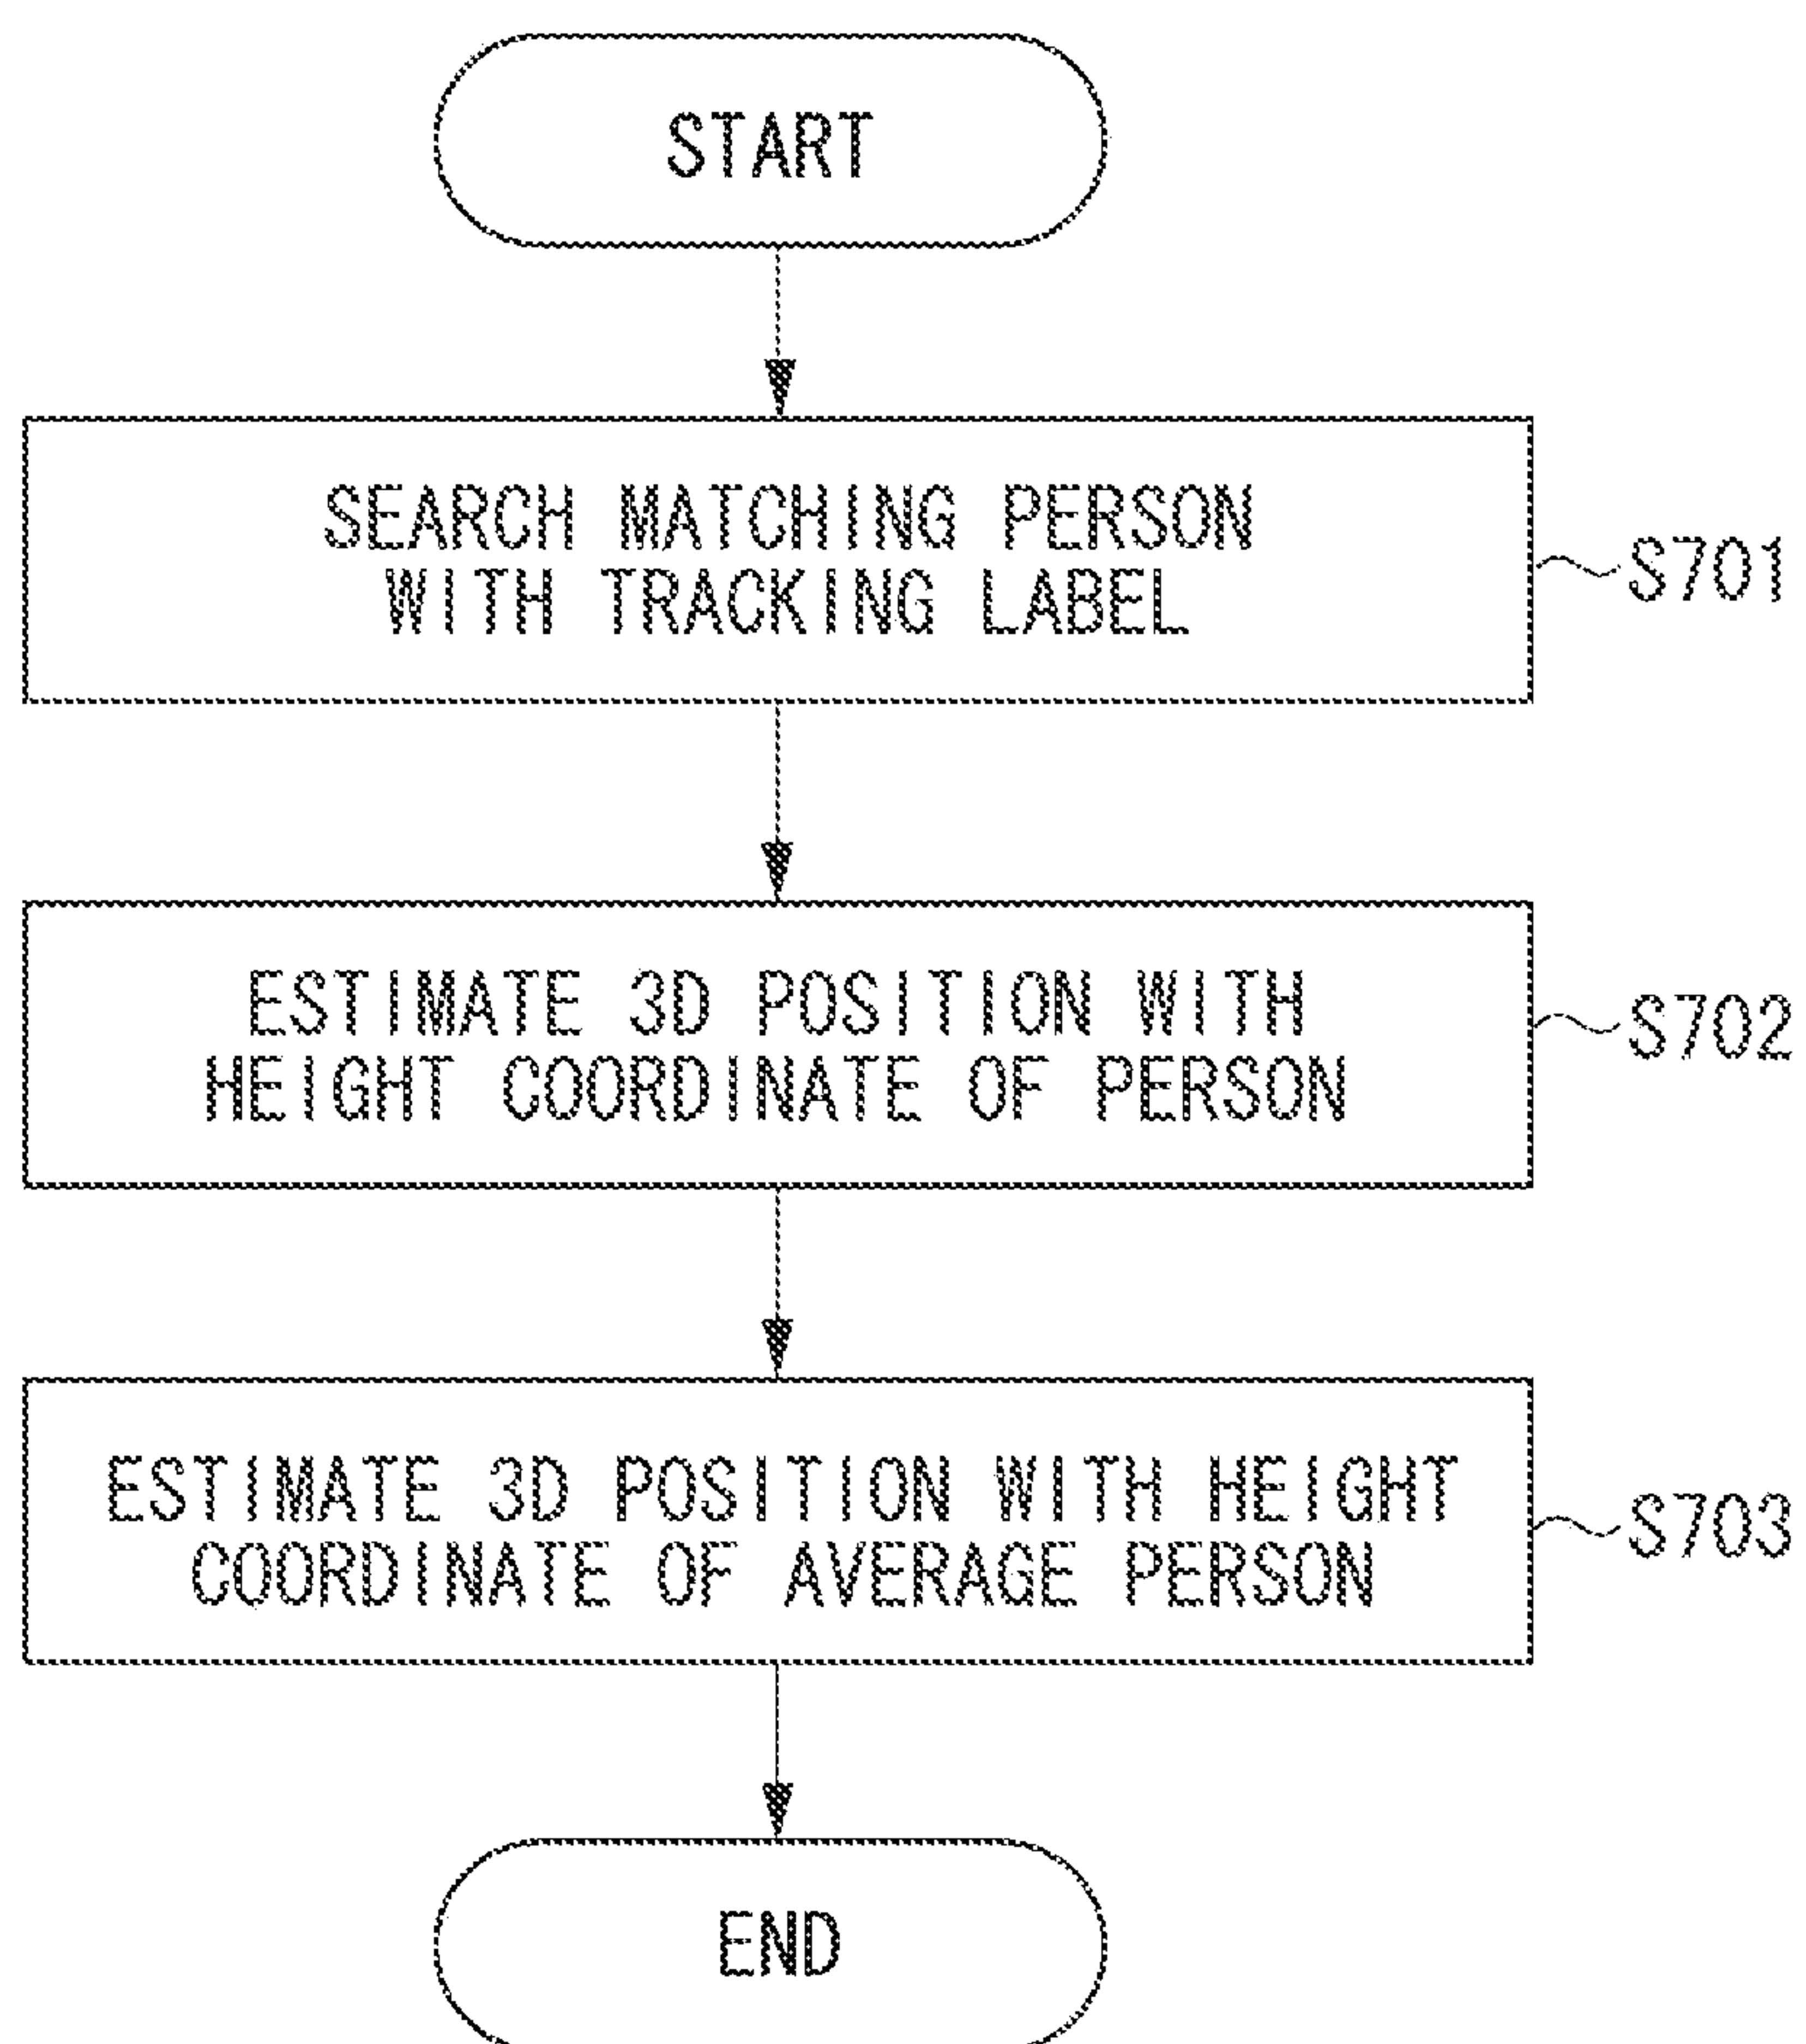 START
SEARCH MATCHING PERSON
WITH TRACKING LABEL
S701
ESTIMATE 3D POSITION WITH
HEIGHT COORDINATE OF PERSON
S702
ESTIMATE 3D POSITION WITH HEIGHT
COORDINATE OF AVERAGE PERSON
S703
END